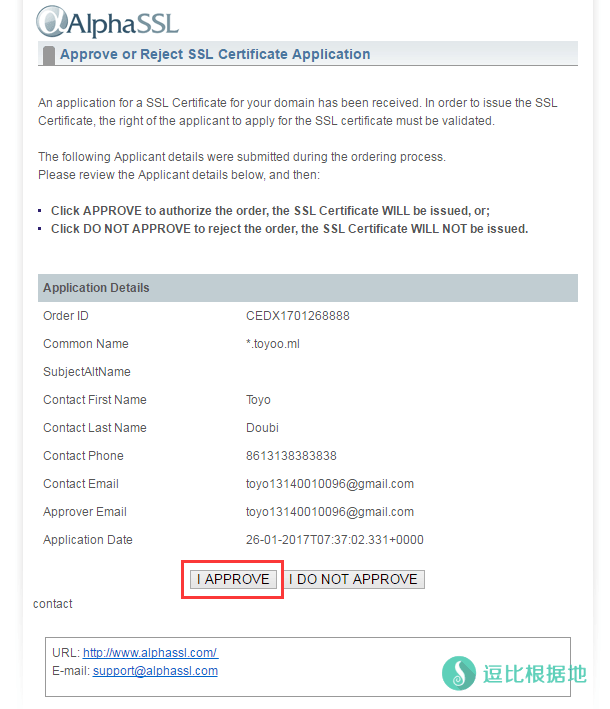 AlphaSSL
Approve or Reject SSL Certificate Application
An application for a SSL Certificate for your domain has been received. In order to issue the SSL
Certificate, the right of the applicant to apply for the SSL certificate must be validated.
The following Applicant details were submitted during the ordering process.
Please review the Applicant details below, and then:
Click APPROVE to authorize the order, the SSL Certificate WILL be issued, or;
Click DO NOT APPROVE to reject the order, the SSL Certificate WILL NOT be issued.
Application Details
Order ID CEDX1701268888
Common Name *.toyoo.ml
SubjectAltName
Contact First Name Toyo
Contact Last Name Doubi
Contact Phone 8613138383838
Contact Email toyo13140010096@gmail.com
Approver Email toyo13140010096@gmail.com
Application Date 26-01-2017T07:37:02.331+0000
I APPROVE I DO NOT APPROVE
contact
URL: http://www.alphassl.com/
E-mail: support@alphassl.com
逗比根据地